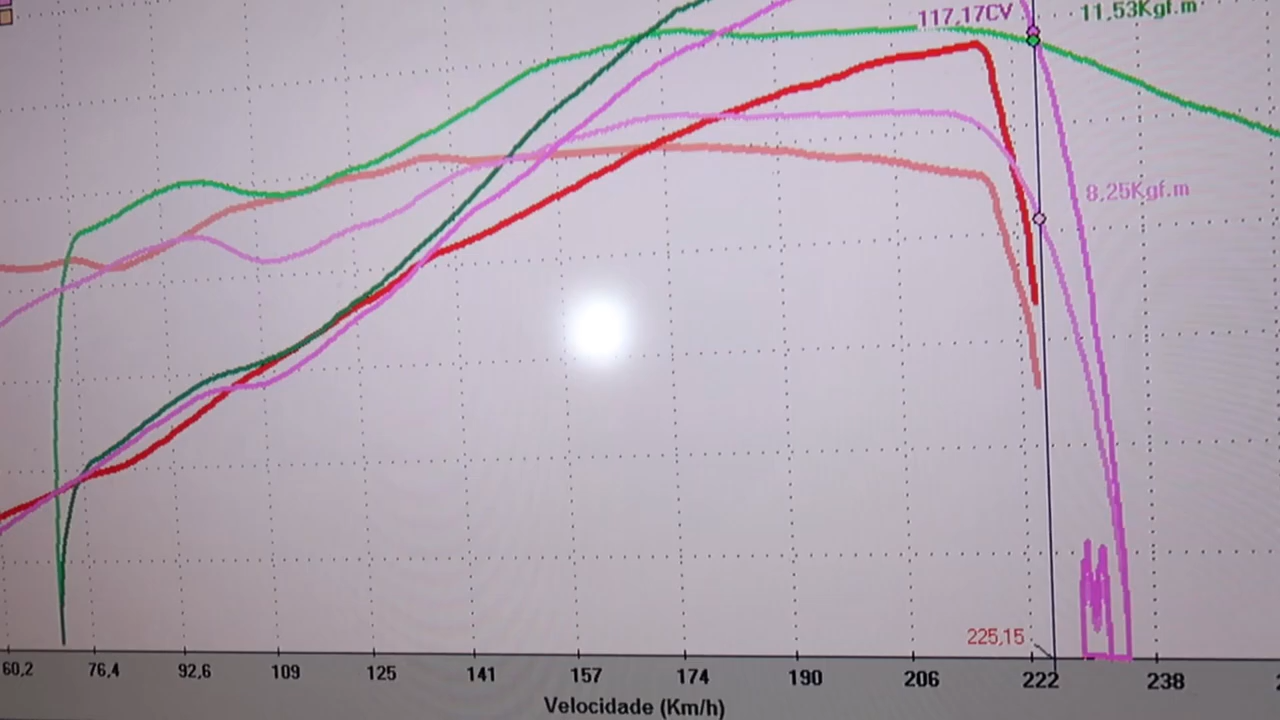 117,17CV
11,53Kgf.m
8,25Kgf.m
225,15
60,2 76,4 92,6 109 125 141 157 174 190 206 222 238
Velocidade (Km/h)